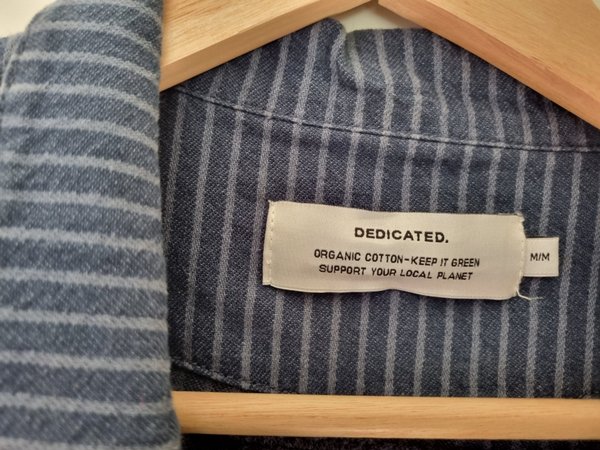 DEDICATED.
ORGANIC COTTON-KEEP IT GREEN
SUPPORT YOUR LOCAL PLANET
M/M